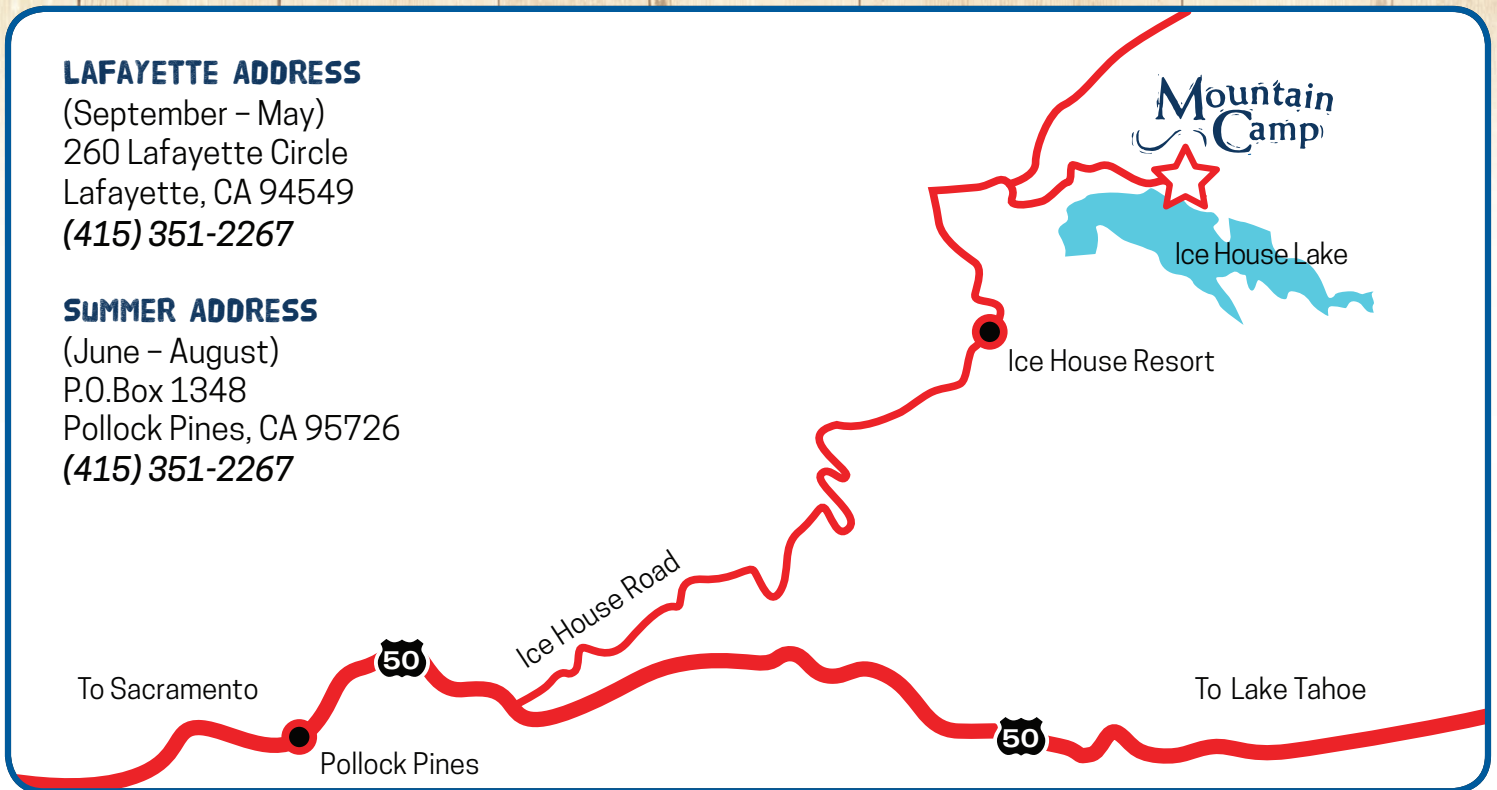 LAFAYETTE ADDRESS
(September – May)
260 Lafayette Circle
Lafayette, CA 94549
(415) 351-2267
SUMMER ADDRESS
(June – August)
P.O.Box 1348
Pollock Pines, CA 95726
(415) 351-2267
Mountain
Camp
Ice House Lake
Ice House Resort
Ice House Road
50
To Sacramento
To Lake Tahoe
50
Pollock Pines